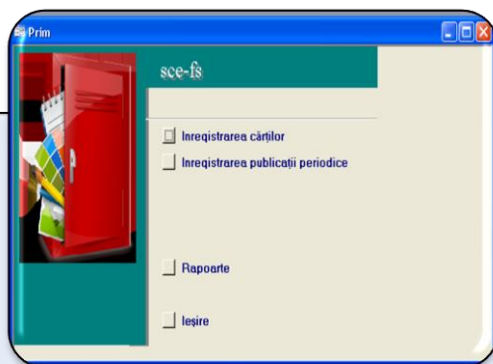 Prim
sce-fs
Inregistrarea cărților
Inregistrarea publicații periodice
Rapoarte
Ieșire